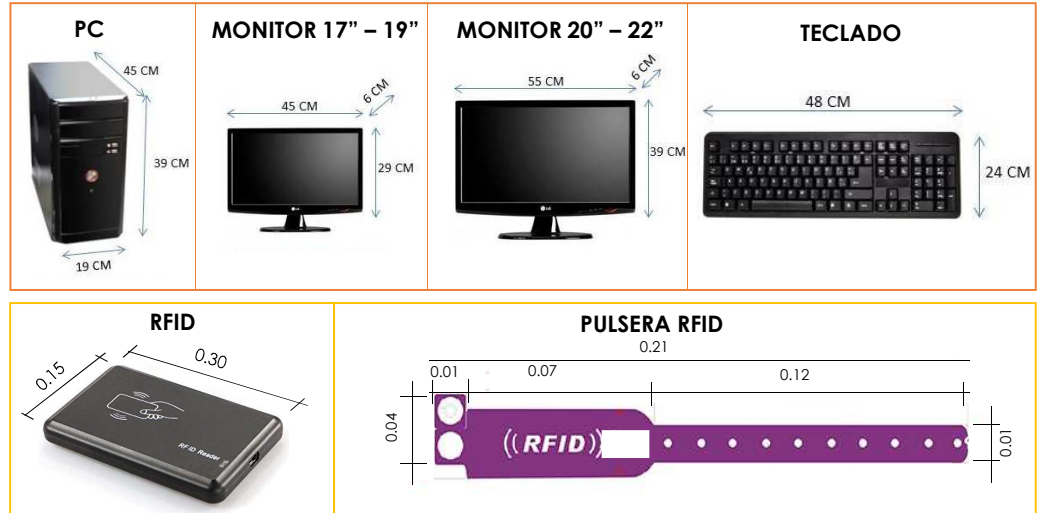 PC
45 CM
39 CM
19 CM
MONITOR 17” – 19”
45 CM
6 CM
29 CM
LG
MONITOR 20” – 22”
55 CM
6 CM
39 CM
LG
TECLADO
48 CM
24 CM
RFID
0.15
0.30
RF ID Reader
PULSERA RFID
0.21
0.01
0.07
0.12
0.04
((RFID))
0.01